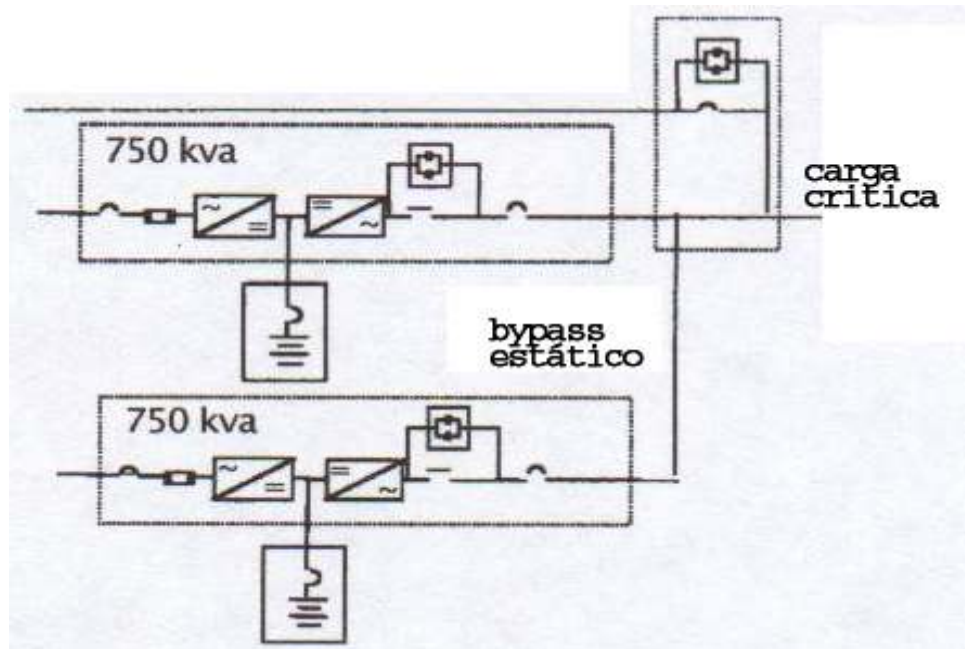 750 kva
carga
critica
bypass
estático
750 kva